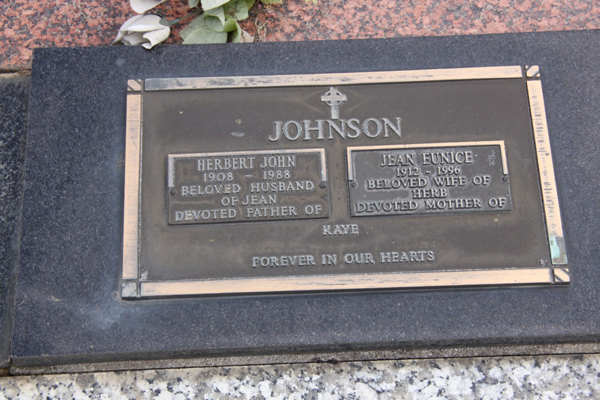 JOHNSON
HERBERT JOHN
1908 - 1988
BELOVED HUSBAND
OF JEAN
DEVOTED FATHER OF
JEAN EUNICE
1912 - 1996
BELOVED WIFE OF
HERB
DEVOTED MOTHER OF
KAYE
FOREVER IN OUR HEARTS